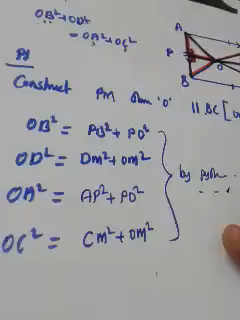 OB²+OD²
= OA²+OC²
A
P
B
O
Pf
Construct PM thru 'O' || BC [
OB² = PB² + PO²
OD² = DM² + OM²
OA² = AP² + PO²
OC² = CM² + OM²
by pyth. ...